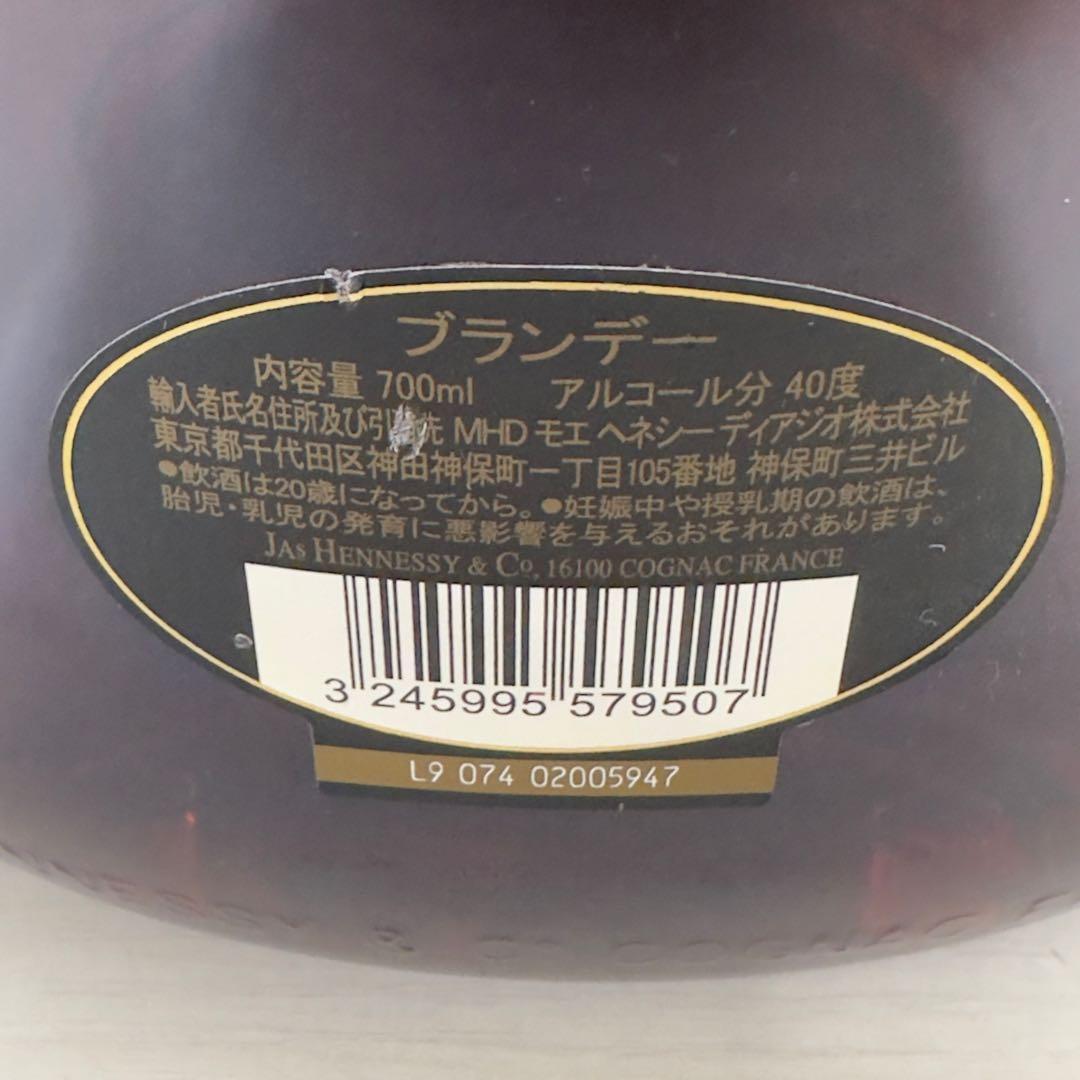 ブランデー
内容量 700ml アルコール分 40度
輸入者氏名住所及び引 先 MHD モエ ヘネシー ディアジオ株式会社
東京都千代田区神田神保町一丁目105番地 神保町三井ビル
●飲酒は20歳になってから。●妊娠中や授乳期の飲酒は、
胎児・乳児の発育に悪影響を与えるおそれがあります。
JAS HENNESSY & CO, 16100 COGNAC FRANCE
3 245995 579507
L9 074 02005947
NNESSY & CO COGNAC